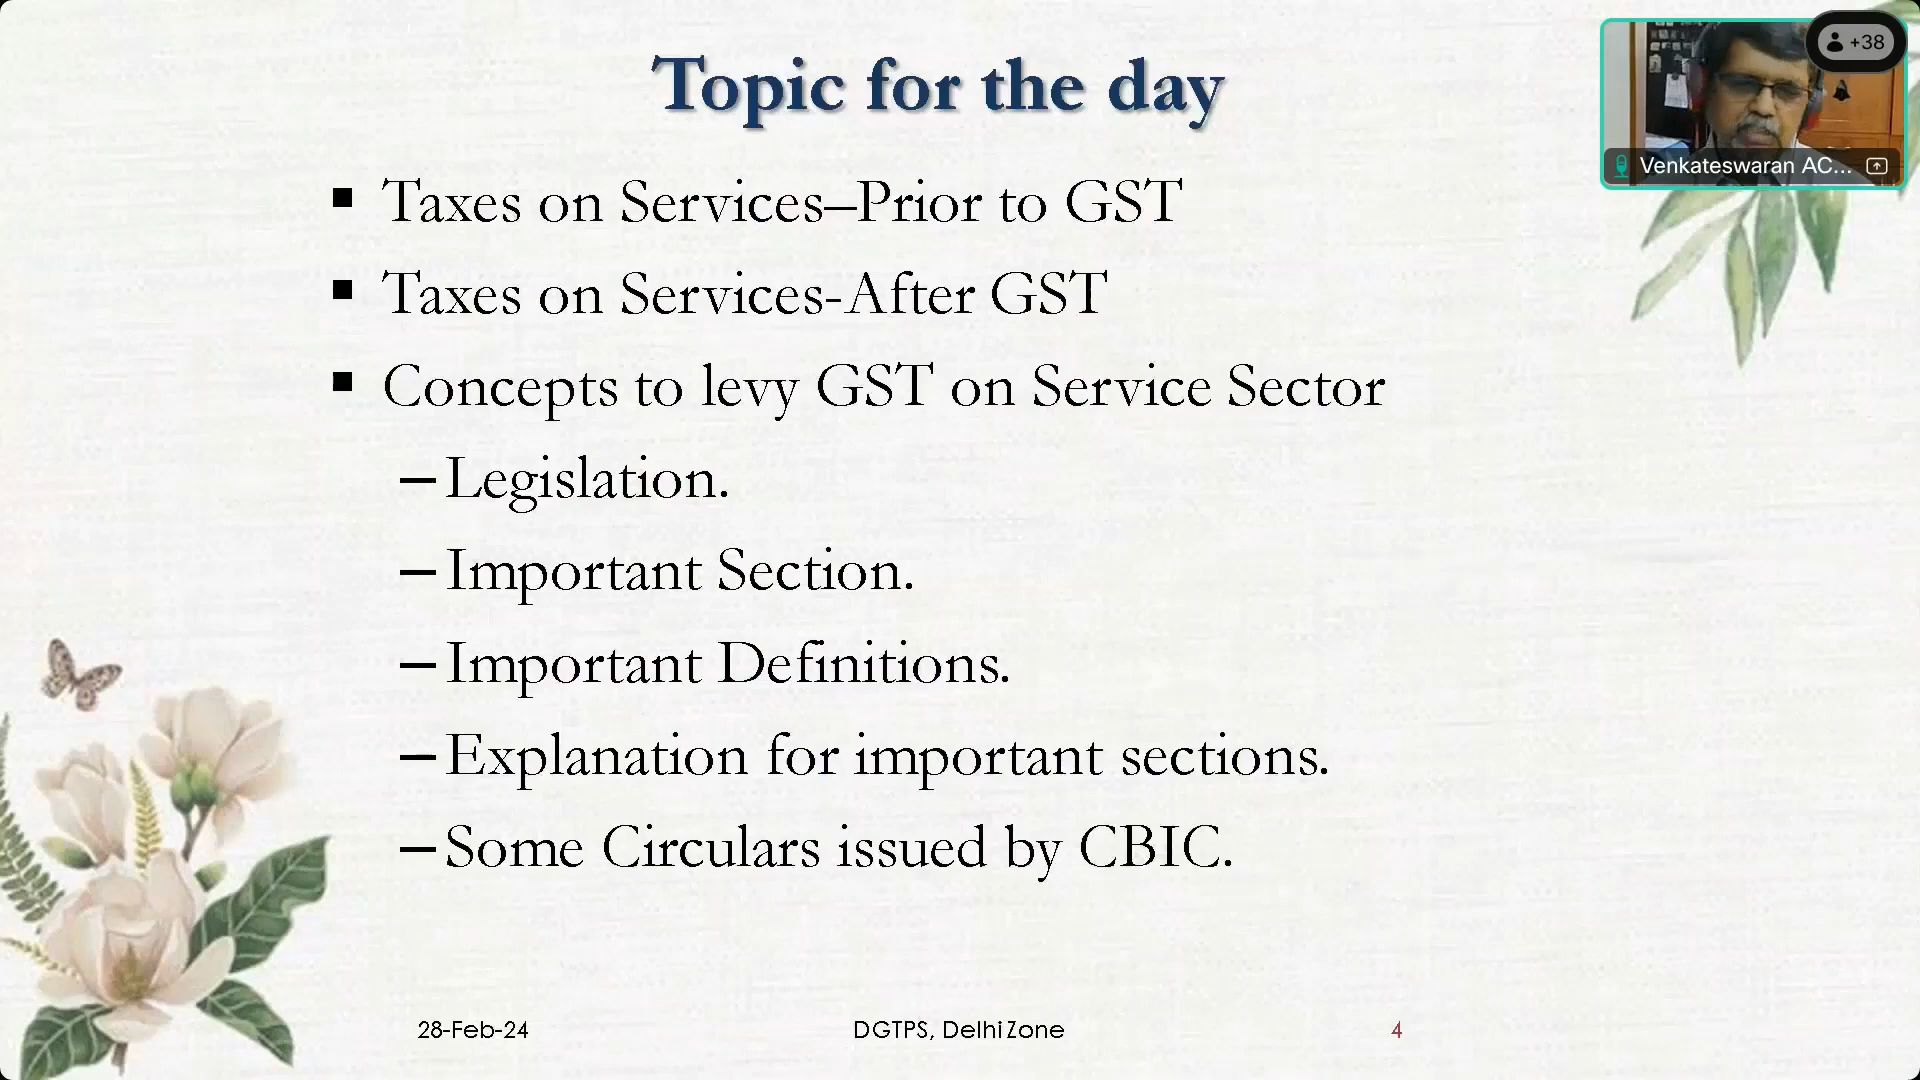 Topic for the day
+38
Venkateswaran AC...
▪ Taxes on Services–Prior to GST
▪ Taxes on Services-After GST
▪ Concepts to levy GST on Service Sector
– Legislation.
– Important Section.
– Important Definitions.
– Explanation for important sections.
– Some Circulars issued by CBIC.
28-Feb-24
DGTPS, Delhi Zone
4